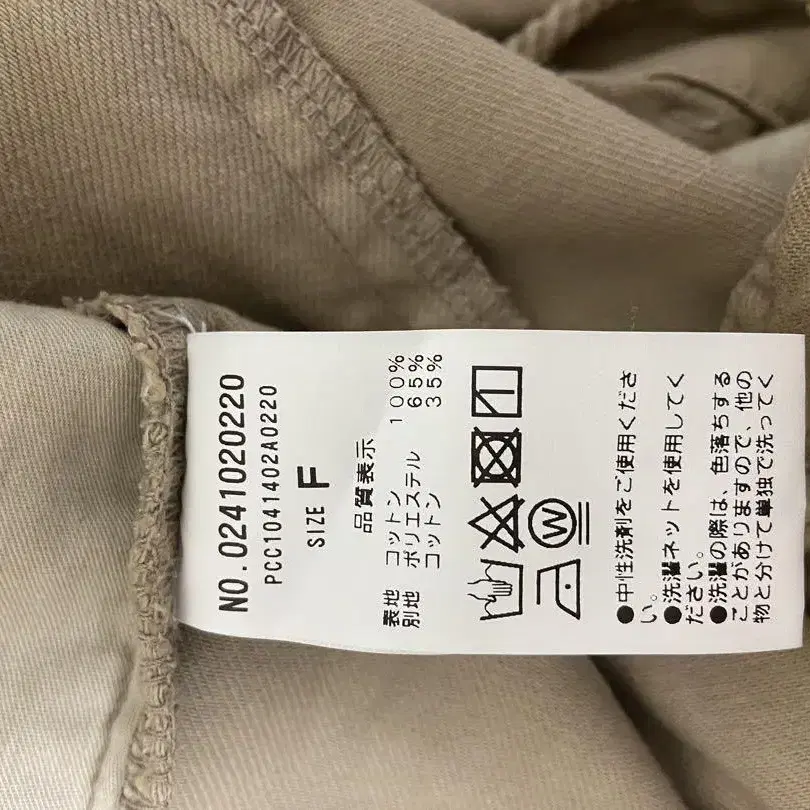 NO.0241020220
PCC1041402A0220
SIZE F
品質表示
表地 コットン 100%
別地 ポリエステル 65%
コットン 35%
W
●中性洗剤をご使用くださ
い。
●洗濯ネットを使用してく
ださい。
●洗濯の際は、色落ちする
ことがありますので、他の
物と分けて単独で洗ってく